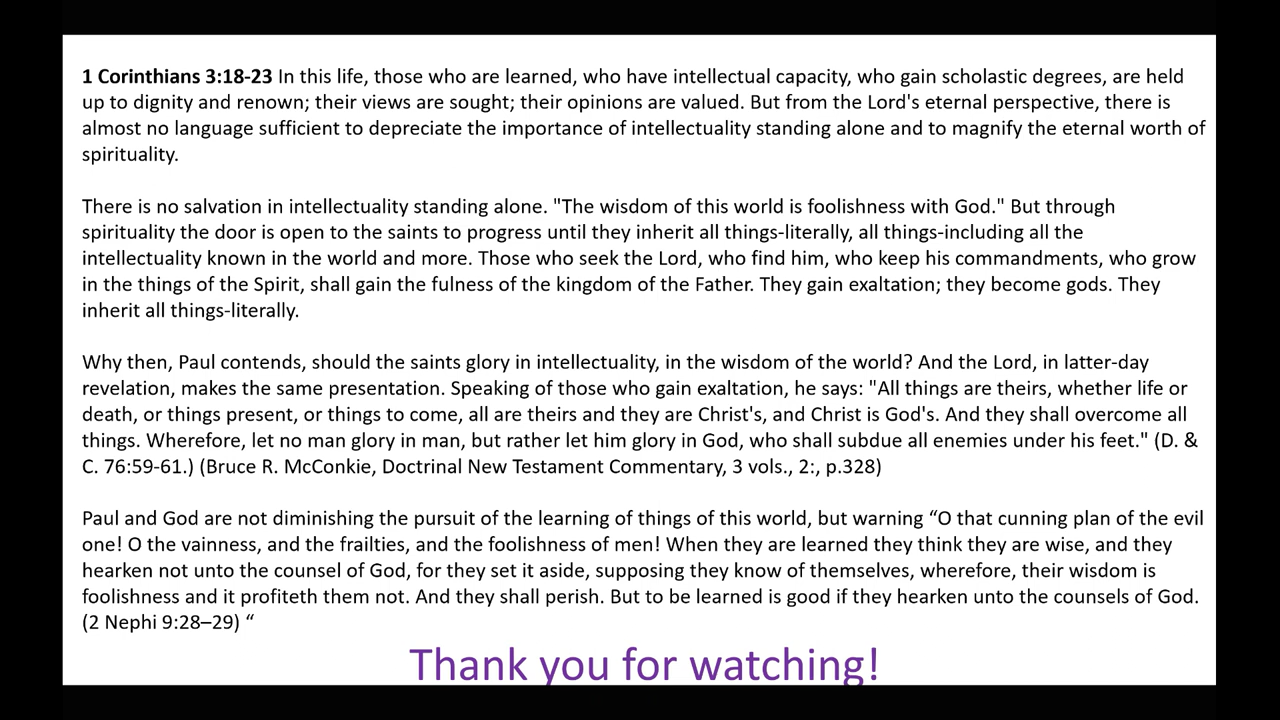 1 Corinthians 3:18-23 In this life, those who are learned, who have intellectual capacity, who gain scholastic degrees, are held
up to dignity and renown; their views are sought; their opinions are valued. But from the Lord's eternal perspective, there is
almost no language sufficient to depreciate the importance of intellectuality standing alone and to magnify the eternal worth of
spirituality.
There is no salvation in intellectuality standing alone. "The wisdom of this world is foolishness with God." But through
spirituality the door is open to the saints to progress until they inherit all things-literally, all things-including all the
intellectuality known in the world and more. Those who seek the Lord, who find him, who keep his commandments, who grow
in the things of the Spirit, shall gain the fulness of the kingdom of the Father. They gain exaltation; they become gods. They
inherit all things-literally.
Why then, Paul contends, should the saints glory in intellectuality, in the wisdom of the world? And the Lord, in latter-day
revelation, makes the same presentation. Speaking of those who gain exaltation, he says: "All things are theirs, whether life or
death, or things present, or things to come, all are theirs and they are Christ's, and Christ is God's. And they shall overcome all
things. Wherefore, let no man glory in man, but rather let him glory in God, who shall subdue all enemies under his feet." (D. &
C. 76:59-61.) (Bruce R. McConkie, Doctrinal New Testament Commentary, 3 vols., 2:, p.328)
Paul and God are not diminishing the pursuit of the learning of things of this world, but warning “O that cunning plan of the evil
one! O the vainness, and the frailties, and the foolishness of men! When they are learned they think they are wise, and they
hearken not unto the counsel of God, for they set it aside, supposing they know of themselves, wherefore, their wisdom is
foolishness and it profiteth them not. And they shall perish. But to be learned is good if they hearken unto the counsels of God.
(2 Nephi 9:28–29) “
Thank you for watching!